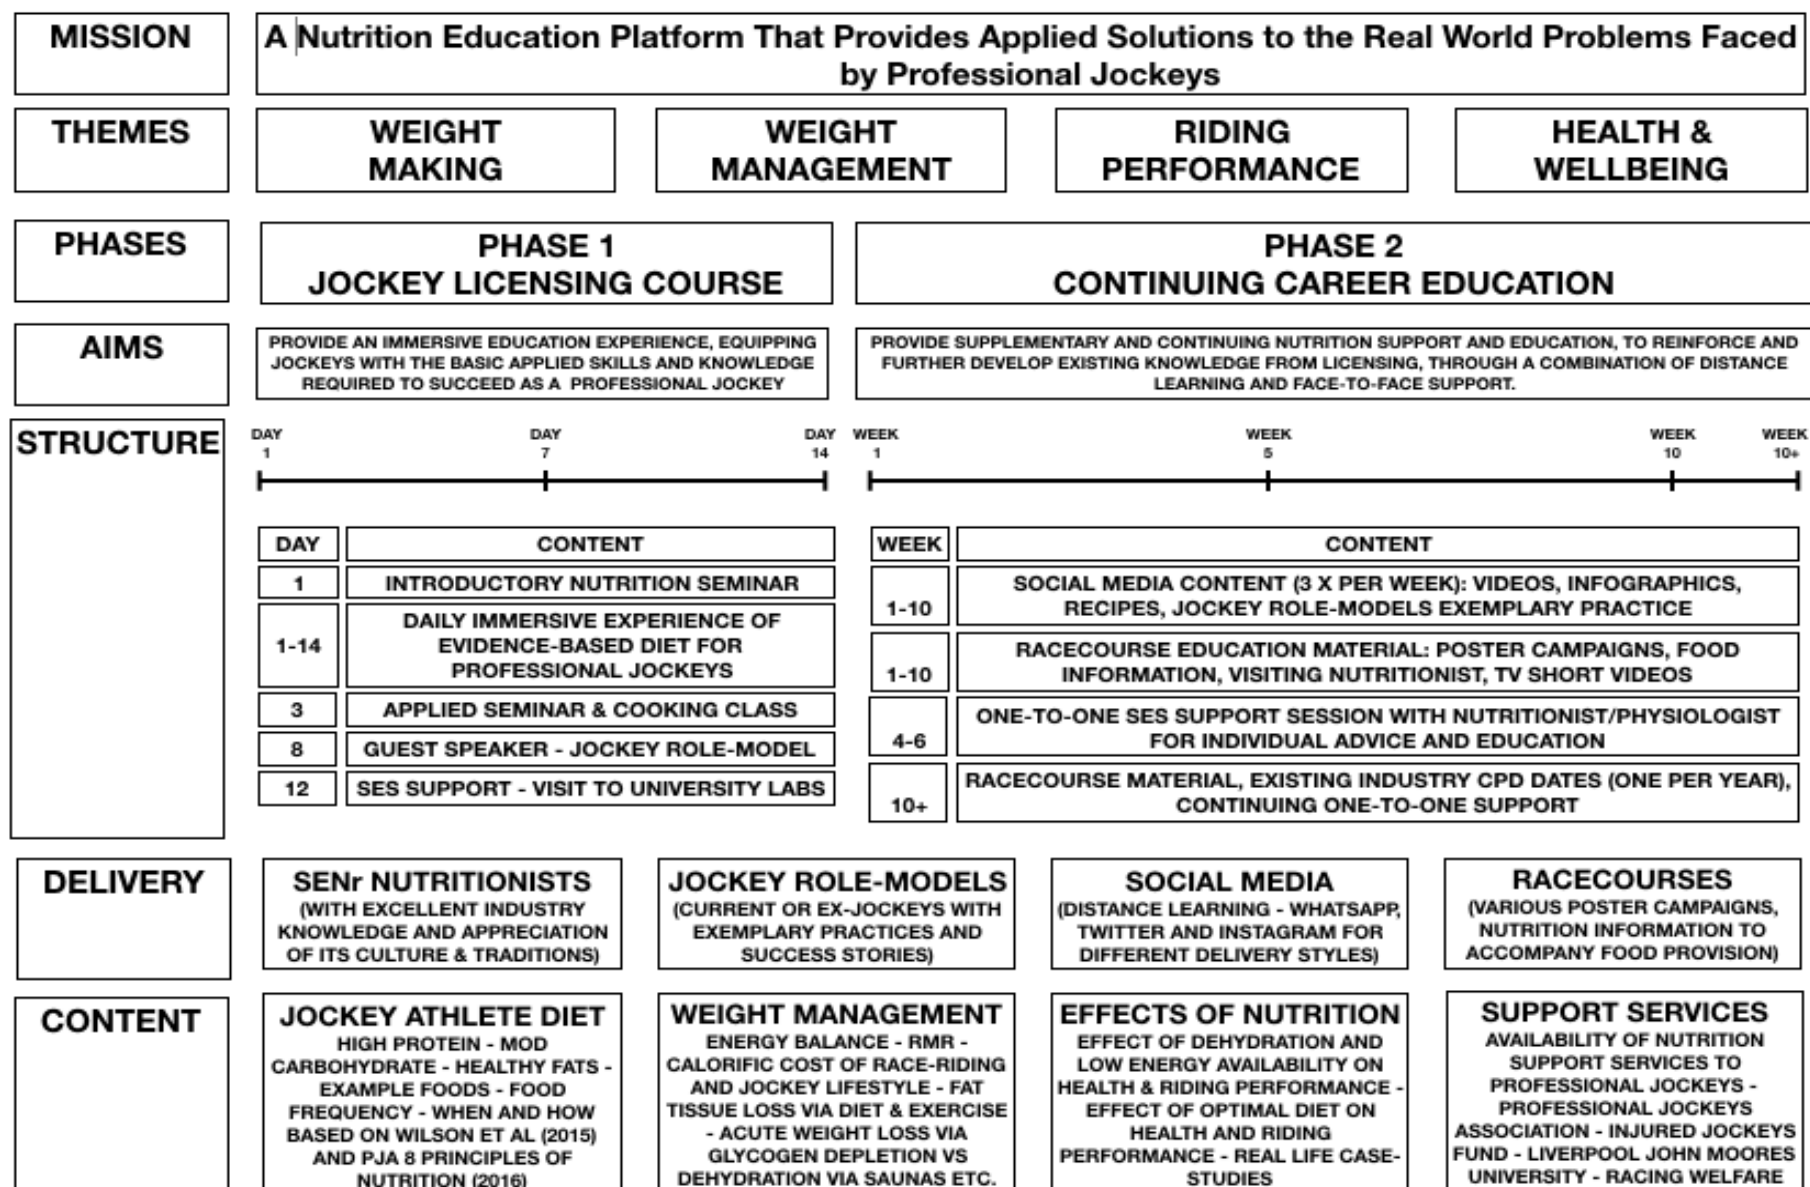 MISSION
A Nutrition Education Platform That Provides Applied Solutions to the Real World Problems Faced
by Professional Jockeys
THEMES
WEIGHT
MAKING
WEIGHT
MANAGEMENT
RIDING
PERFORMANCE
HEALTH &
WELLBEING
PHASES
PHASE 1
JOCKEY LICENSING COURSE
PHASE 2
CONTINUING CAREER EDUCATION
AIMS
PROVIDE AN IMMERSIVE EDUCATION EXPERIENCE, EQUIPPING
JOCKEYS WITH THE BASIC APPLIED SKILLS AND KNOWLEDGE
REQUIRED TO SUCCEED AS A PROFESSIONAL JOCKEY
PROVIDE SUPPLEMENTARY AND CONTINUING NUTRITION SUPPORT AND EDUCATION, TO REINFORCE AND
FURTHER DEVELOP EXISTING KNOWLEDGE FROM LICENSING, THROUGH A COMBINATION OF DISTANCE
LEARNING AND FACE-TO-FACE SUPPORT.
STRUCTURE
DAY
1
DAY
7
DAY
14
WEEK
1
WEEK
5
WEEK
10
WEEK
10+
DAY
CONTENT
1
INTRODUCTORY NUTRITION SEMINAR
1-14
DAILY IMMERSIVE EXPERIENCE OF
EVIDENCE-BASED DIET FOR
PROFESSIONAL JOCKEYS
3
APPLIED SEMINAR & COOKING CLASS
8
GUEST SPEAKER - JOCKEY ROLE-MODEL
12
SES SUPPORT - VISIT TO UNIVERSITY LABS
WEEK
CONTENT
1-10
SOCIAL MEDIA CONTENT (3 X PER WEEK): VIDEOS, INFOGRAPHICS,
RECIPES, JOCKEY ROLE-MODELS EXEMPLARY PRACTICE
1-10
RACECOURSE EDUCATION MATERIAL: POSTER CAMPAIGNS, FOOD
INFORMATION, VISITING NUTRITIONIST, TV SHORT VIDEOS
4-6
ONE-TO-ONE SES SUPPORT SESSION WITH NUTRITIONIST/PHYSIOLOGIST
FOR INDIVIDUAL ADVICE AND EDUCATION
10+
RACECOURSE MATERIAL, EXISTING INDUSTRY CPD DATES (ONE PER YEAR),
CONTINUING ONE-TO-ONE SUPPORT
DELIVERY
SENr NUTRITIONISTS
(WITH EXCELLENT INDUSTRY
KNOWLEDGE AND APPRECIATION
OF ITS CULTURE & TRADITIONS)
JOCKEY ROLE-MODELS
(CURRENT OR EX-JOCKEYS WITH
EXEMPLARY PRACTICES AND
SUCCESS STORIES)
SOCIAL MEDIA
(DISTANCE LEARNING - WHATSAPP,
TWITTER AND INSTAGRAM FOR
DIFFERENT DELIVERY STYLES)
RACECOURSES
(VARIOUS POSTER CAMPAIGNS,
NUTRITION INFORMATION TO
ACCOMPANY FOOD PROVISION)
CONTENT
JOCKEY ATHLETE DIET
HIGH PROTEIN - MOD
CARBOHYDRATE - HEALTHY FATS -
EXAMPLE FOODS - FOOD
FREQUENCY - WHEN AND HOW
BASED ON WILSON ET AL (2015)
AND PJA 8 PRINCIPLES OF
NUTRITION (2016)
WEIGHT MANAGEMENT
ENERGY BALANCE - RMR -
CALORIFIC COST OF RACE-RIDING
AND JOCKEY LIFESTYLE - FAT
TISSUE LOSS VIA DIET & EXERCISE
- ACUTE WEIGHT LOSS VIA
GLYCOGEN DEPLETION VS
DEHYDRATION VIA SAUNAS ETC.
EFFECTS OF NUTRITION
EFFECT OF DEHYDRATION AND
LOW ENERGY AVAILABILITY ON
HEALTH & RIDING PERFORMANCE -
EFFECT OF OPTIMAL DIET ON
HEALTH AND RIDING
PERFORMANCE - REAL LIFE CASE-
STUDIES
SUPPORT SERVICES
AVAILABILITY OF NUTRITION
SUPPORT SERVICES TO
PROFESSIONAL JOCKEYS -
PROFESSIONAL JOCKEYS
ASSOCIATION - INJURED JOCKEYS
FUND - LIVERPOOL JOHN MOORES
UNIVERSITY - RACING WELFARE